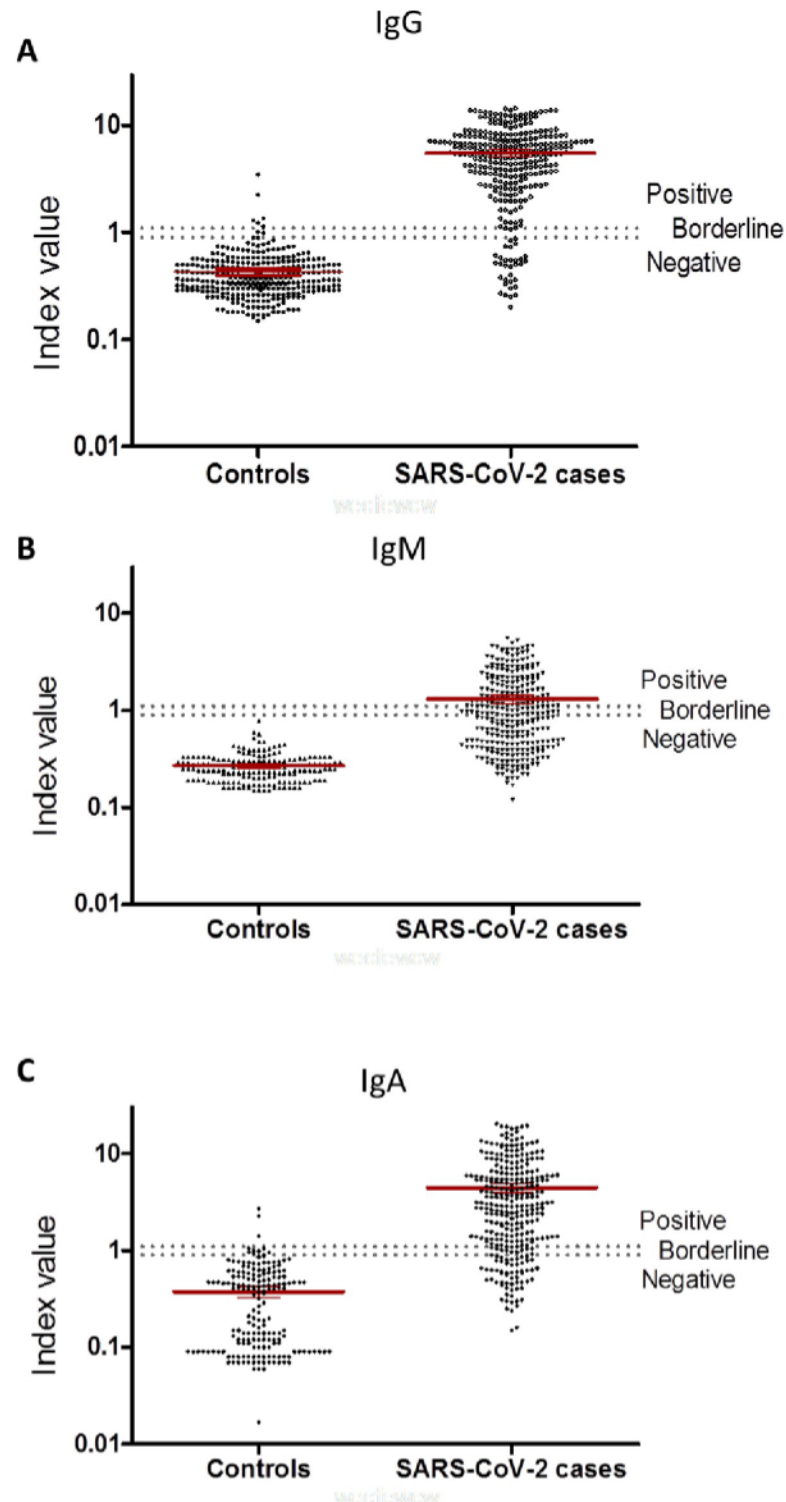 IgG
A
10
Positive
1
Borderline
Index value
Negative
0.1
0.01
Controls
SARS-CoV-2 cases
B
IgM
10
Positive
1
Borderline
Index value
Negative
0.1
0.01
Controls
SARS-CoV-2 cases
C
IgA
10
Positive
1
Borderline
Index value
Negative
0.1
0.01
Controls
SARS-CoV-2 cases